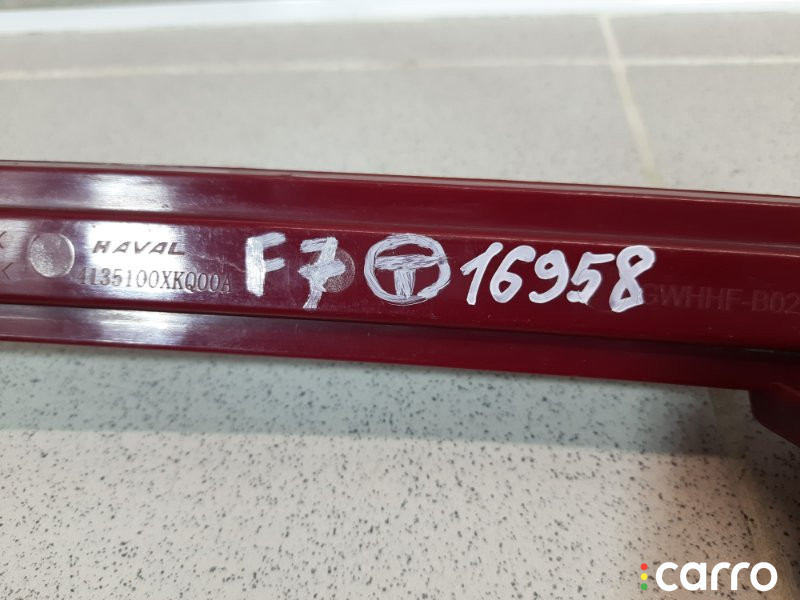 HAVAL
4135100XKQ00A
F7 T 16958
GWHHF-B02
carro